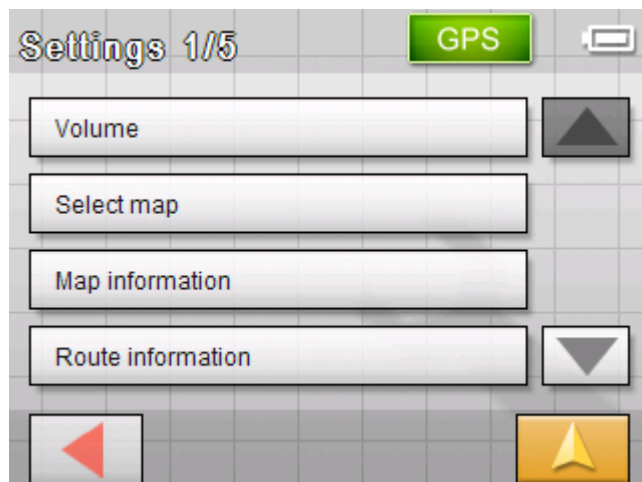 Settings 1/5
GPS
Volume
Select map
Map information
Route information